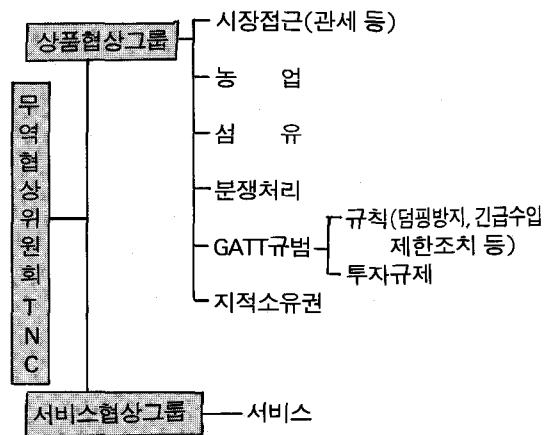 상품협상그룹
시장접근(관세 등)
농 업
섬 유
분쟁처리
GATT규범
규칙(덤핑방지, 긴급수입
제한조치 등)
투자규제
지적소유권
무역협상위원회 TNC
서비스협상그룹
서비스